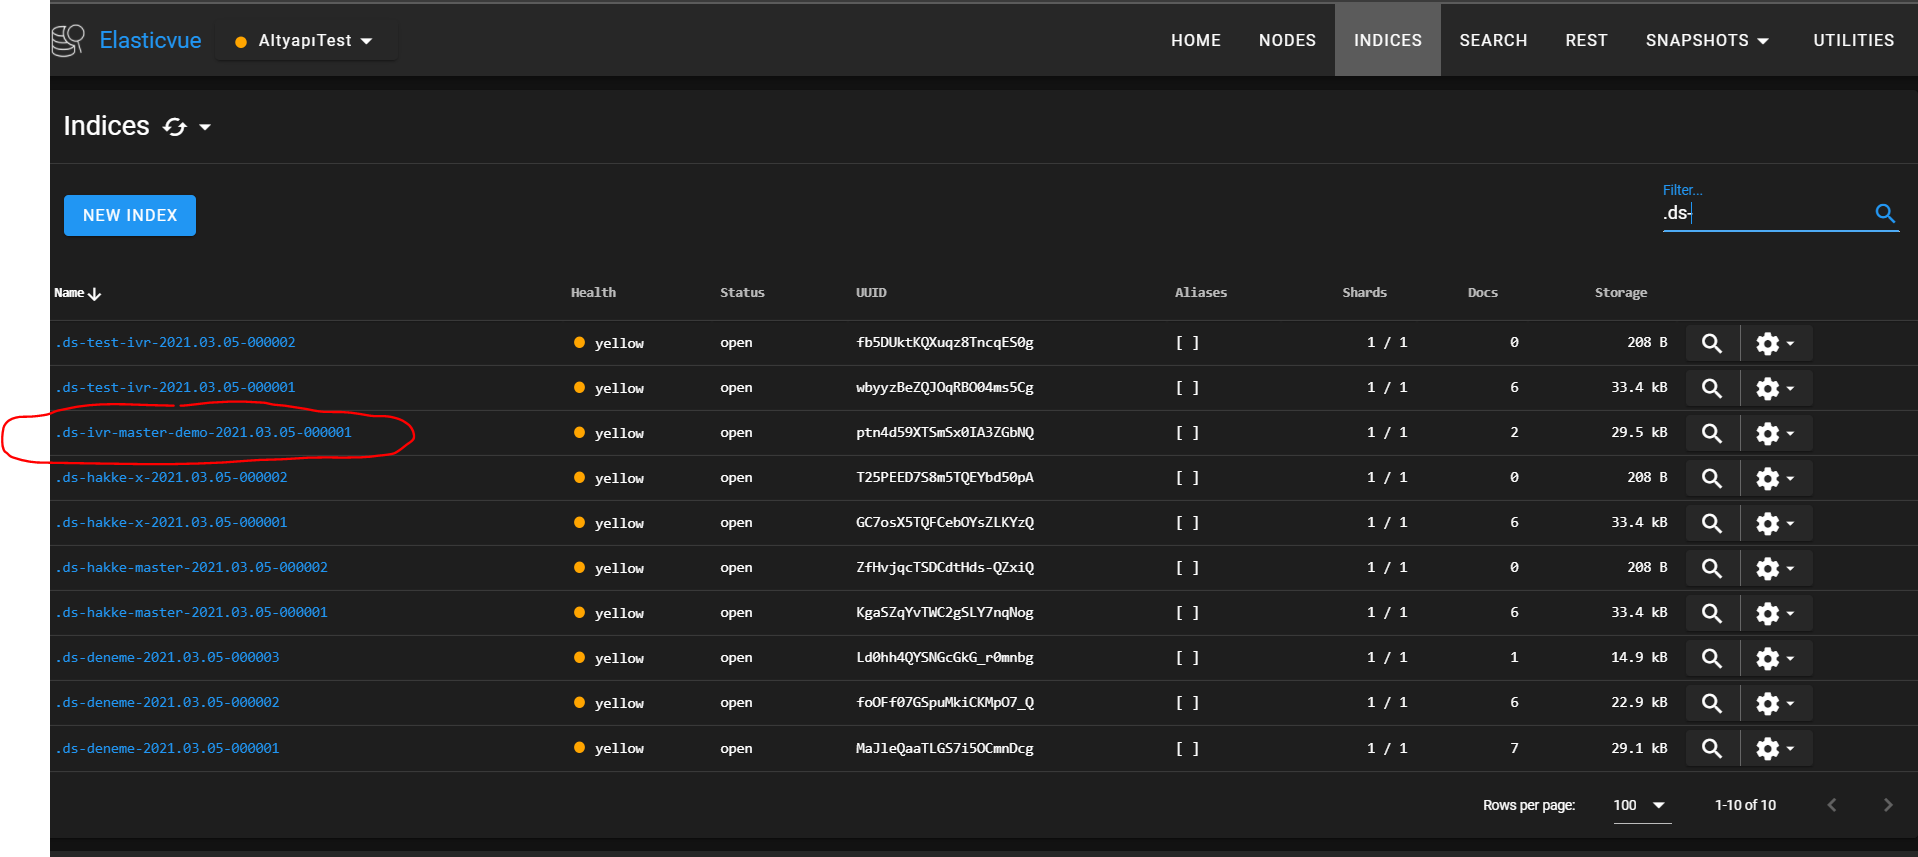 Elasticvue AltyapıTest HOME NODES INDICES SEARCH REST SNAPSHOTS UTILITIES
Indices
NEW INDEX
Filter...
.ds-
Name Health Status UUID Aliases Shards Docs Storage
.ds-test-ivr-2021.03.05-000002 yellow open fb5DUktKQXuqz8TncqES0g [ ] 1 / 1 0 208 B
.ds-test-ivr-2021.03.05-000001 yellow open wbyyzBeZQJOqRBO04ms5Cg [ ] 1 / 1 6 33.4 kB
.ds-ivr-master-demo-2021.03.05-000001 yellow open ptn4d59XTSmSx0IA3ZGbNQ [ ] 1 / 1 2 29.5 kB
.ds-hakke-x-2021.03.05-000002 yellow open T25PEED7S8m5TQEYbd50pA [ ] 1 / 1 0 208 B
.ds-hakke-x-2021.03.05-000001 yellow open GC7osX5TQFCebOYsZLKYzQ [ ] 1 / 1 6 33.4 kB
.ds-hakke-master-2021.03.05-000002 yellow open ZfHvjqcTSDCdtHds-QZxiQ [ ] 1 / 1 0 208 B
.ds-hakke-master-2021.03.05-000001 yellow open KgaSZqYvTWC2gSLY7nqNog [ ] 1 / 1 6 33.4 kB
.ds-deneme-2021.03.05-000003 yellow open Ld0hh4QYSNGcGkG_r0mnbg [ ] 1 / 1 1 14.9 kB
.ds-deneme-2021.03.05-000002 yellow open foOFf07GSpuMkiCKMpO7_Q [ ] 1 / 1 6 22.9 kB
.ds-deneme-2021.03.05-000001 yellow open MaJleQaaTLGS7i5OCmnDcg [ ] 1 / 1 7 29.1 kB
Rows per page: 100 1-10 of 10